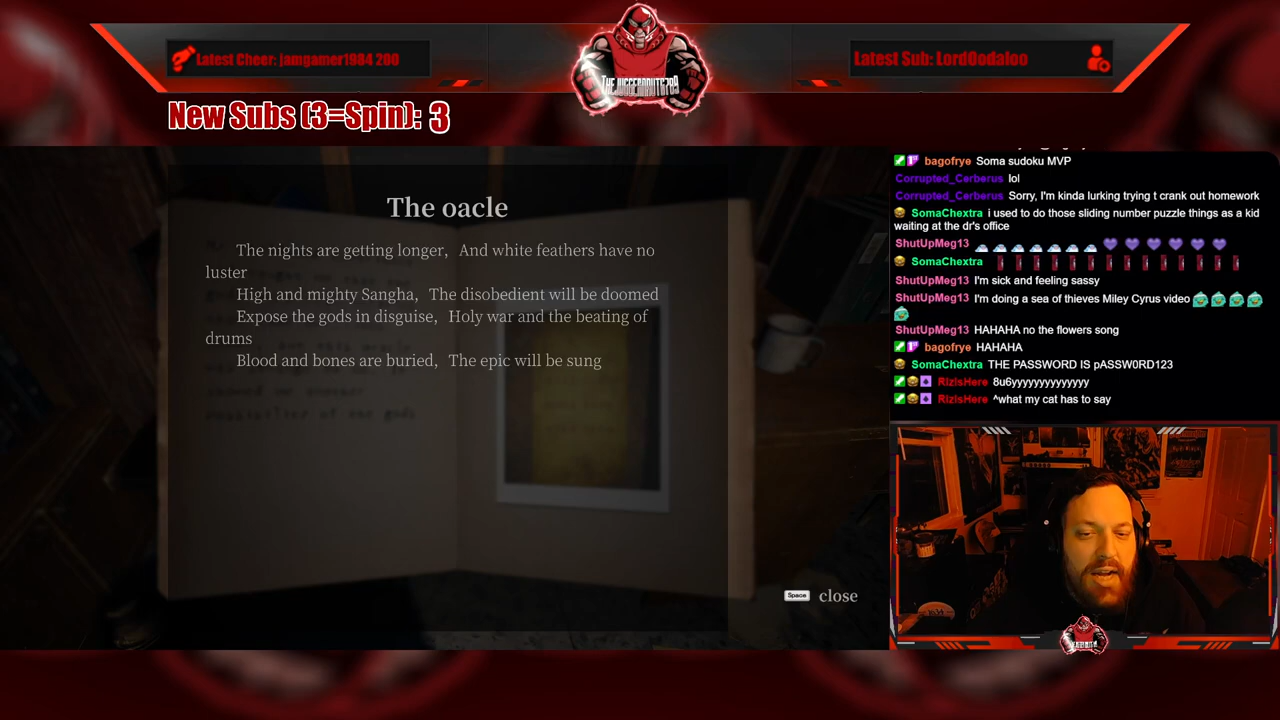 Latest Cheer: jamgamer1984 200
THEJUGGERNAUT6789
Latest Sub: LordOodaloo
New Subs (3=Spin): 3
The oacle
The nights are getting longer, And white feathers have no
luster
High and mighty Sangha, The disobedient will be doomed
Expose the gods in disguise, Holy war and the beating of
drums
Blood and bones are buried, The epic will be sung
Space close
bagofrye Soma sudoku MVP
Corrupted_Cerberus lol
Corrupted_Cerberus Sorry, I'm kinda lurking trying t crank out homework
SomaChextra i used to do those sliding number puzzle things as a kid
waiting at the dr's office
ShutUpMeg13
SomaChextra
ShutUpMeg13 I'm sick and feeling sassy
ShutUpMeg13 I'm doing a sea of thieves Miley Cyrus video
ShutUpMeg13 HAHAHA no the flowers song
bagofrye HAHAHA
SomaChextra THE PASSWORD IS pASSW0RD123
RizIsHere 8u6yyyyyyyyyyyyy
RizIsHere ^what my cat has to say